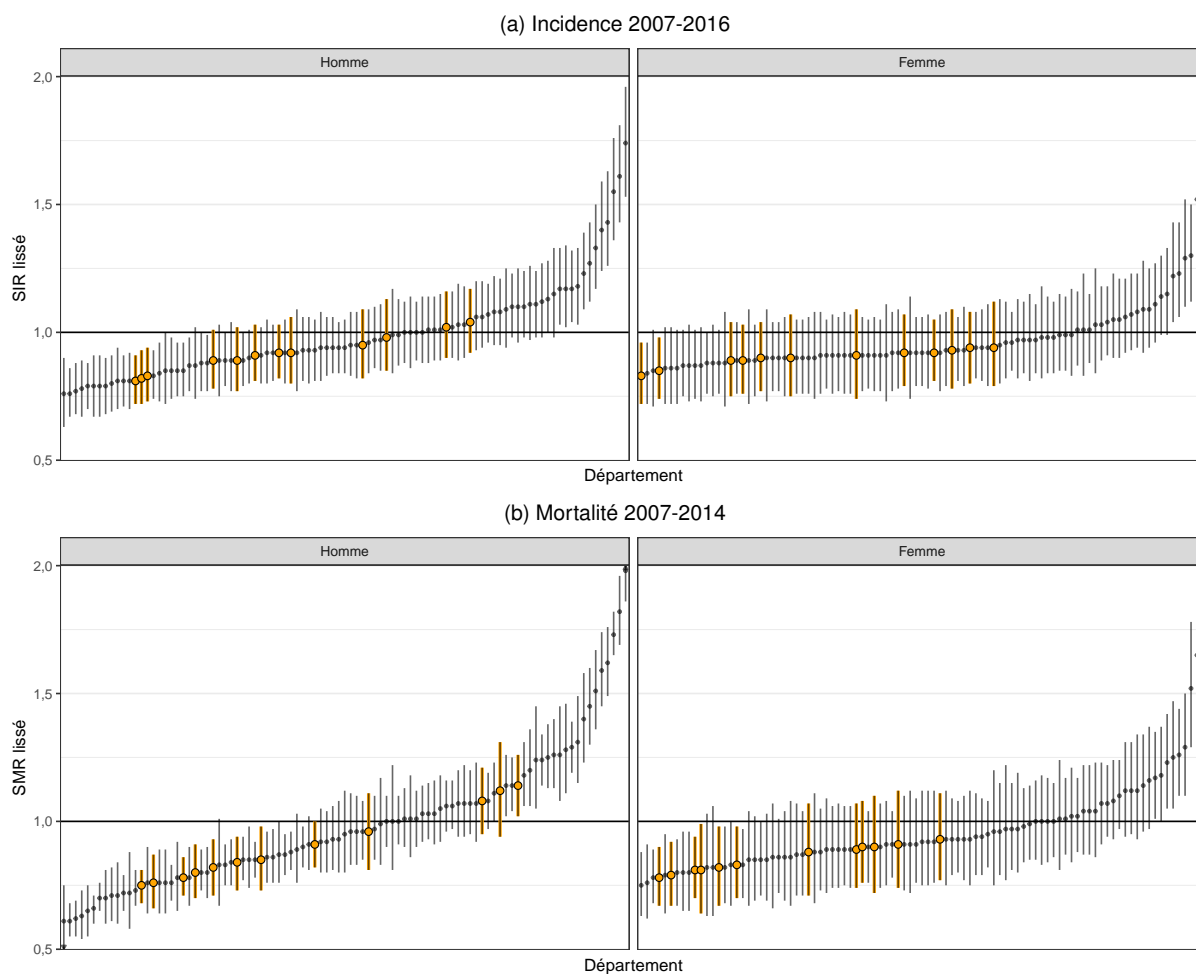 (a) Incidence 2007-2016
Homme
Femme
2,0
1,5
1,0
0,5
SIR lissé
Département
(b) Mortalité 2007-2014
Homme
Femme
2,0
1,5
1,0
0,5
SMR lissé
Département